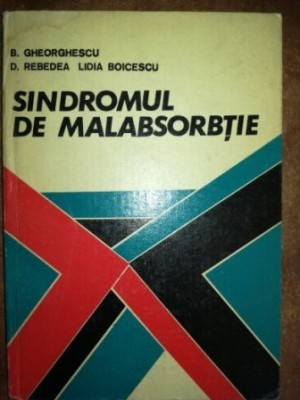 B. GHEORGHESCU
D. REBEDEA LIDIA BOICESCU
SINDROMUL
DE MALABSORBȚIE